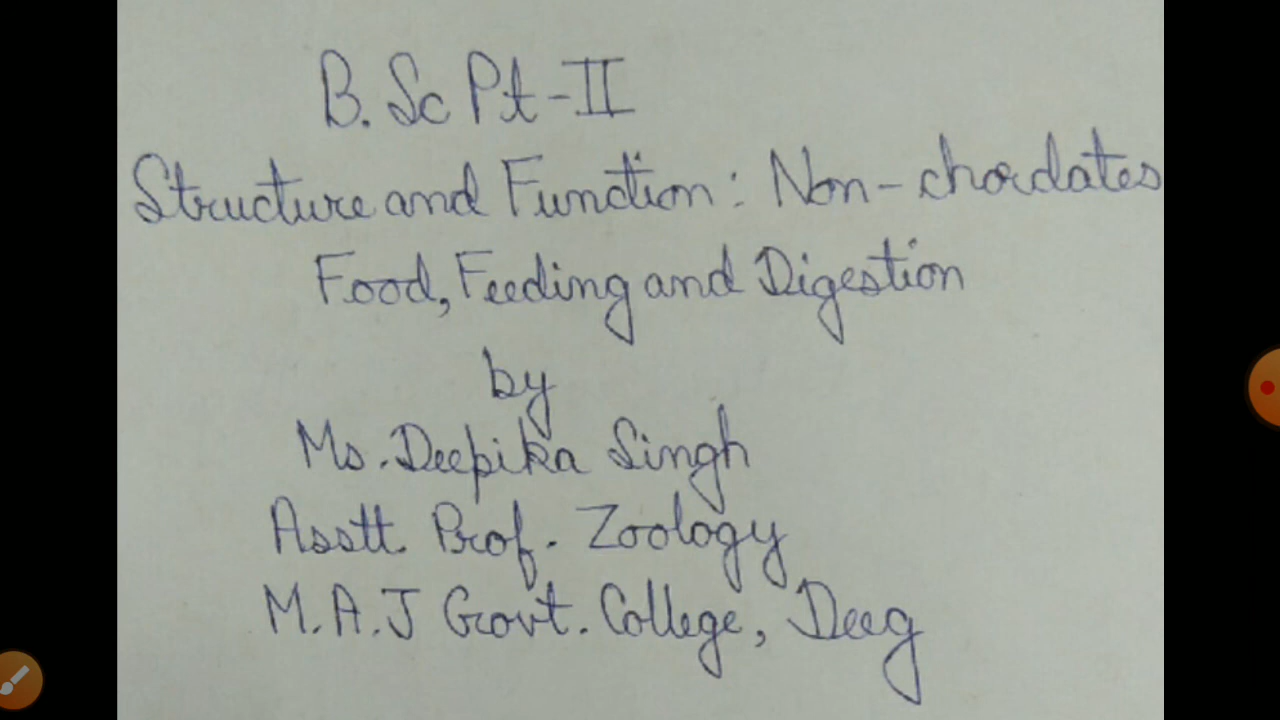 B.Sc Pt-II
Structure and Function: Non-chordates
Food, Feeding and Digestion
by
Ms. Deepika Singh
Asstt. Prof. Zoology
M.A.J Govt. College, Deeg